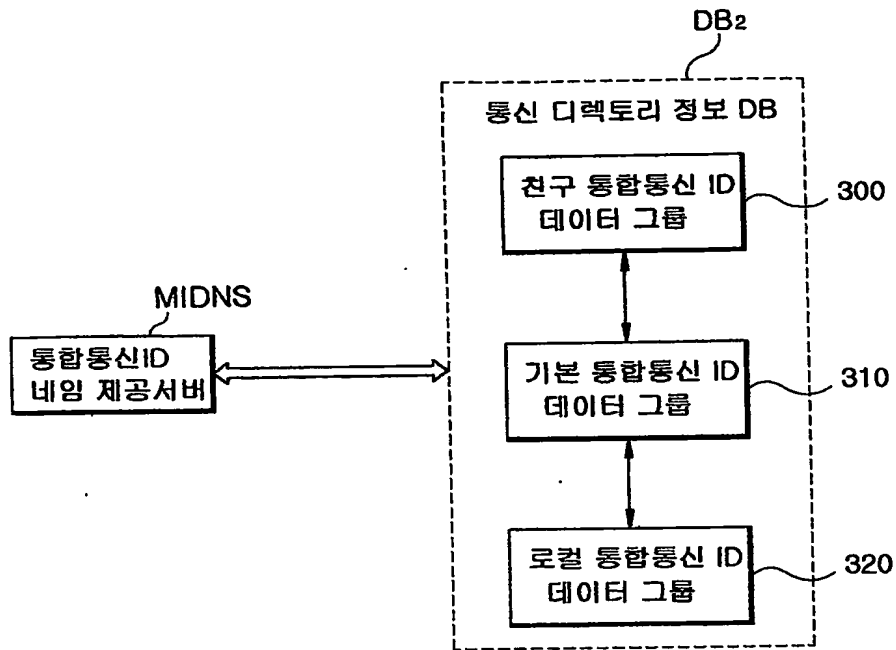 DB₂
통신 디렉토리 정보 DB
친구 통합통신 ID
데이터 그룹
300
MIDNS
통합통신ID
네임 제공서버
기본 통합통신 ID
데이터 그룹
310
로컬 통합통신 ID
데이터 그룹
320